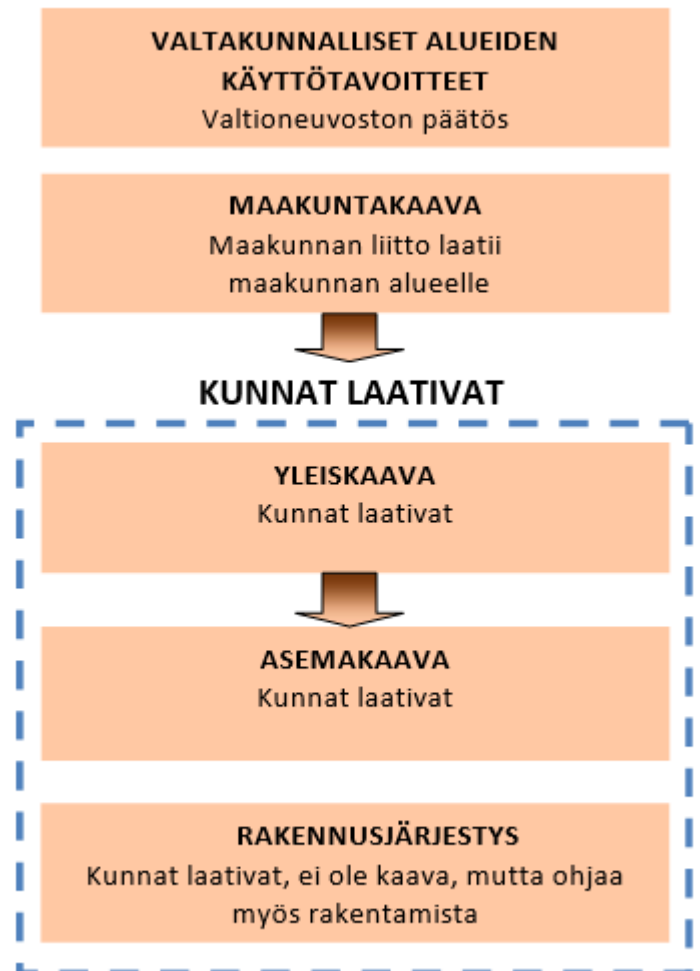 VALTAKUNNALLISET ALUEIDEN
KÄYTTÖTAVOITTEET
Valtioneuvoston päätös
MAAKUNTAKAAVA
Maakunnan liitto laatii
maakunnan alueelle
KUNNAT LAATIVAT
YLEISKAAVA
Kunnat laativat
ASEMAKAAVA
Kunnat laativat
RAKENNUSJÄRJESTYS
Kunnat laativat, ei ole kaava, mutta ohjaa
myös rakentamista